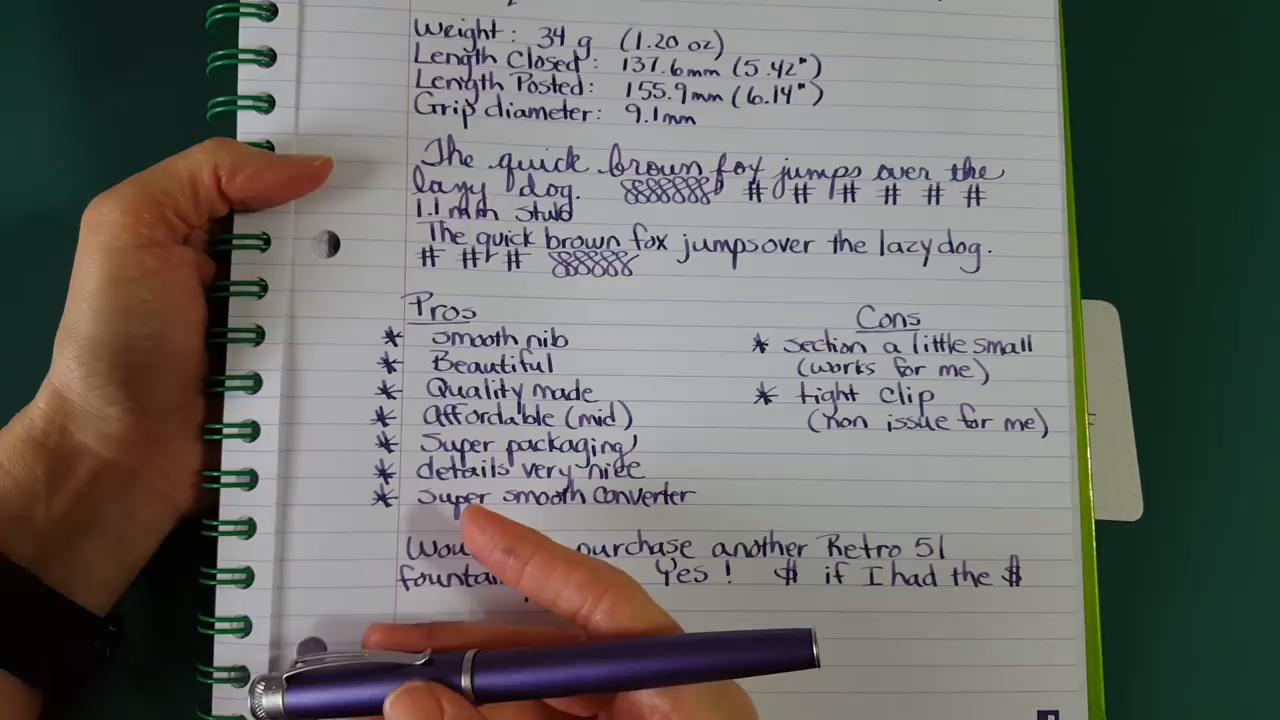 Weight: 34 g (1.20 oz)
Length Closed: 137.6mm (5.42")
Length Posted: 155.9mm (6.14")
Grip diameter: 9.1mm
The quick brown fox jumps over the
lazy dog. 8888888 # # # # # #
1.1 mm stub
The quick brown fox jumps over the lazy dog.
# # # 888888
Pros
* smooth nib
* Beautiful
* Quality made
* Affordable (mid)
* Super packaging
* details very nice
* super smooth converter
Cons
* section a little small
(works for me)
* tight clip
(non issue for me)
purchase another Retro 51
Yes! $ if I had the $